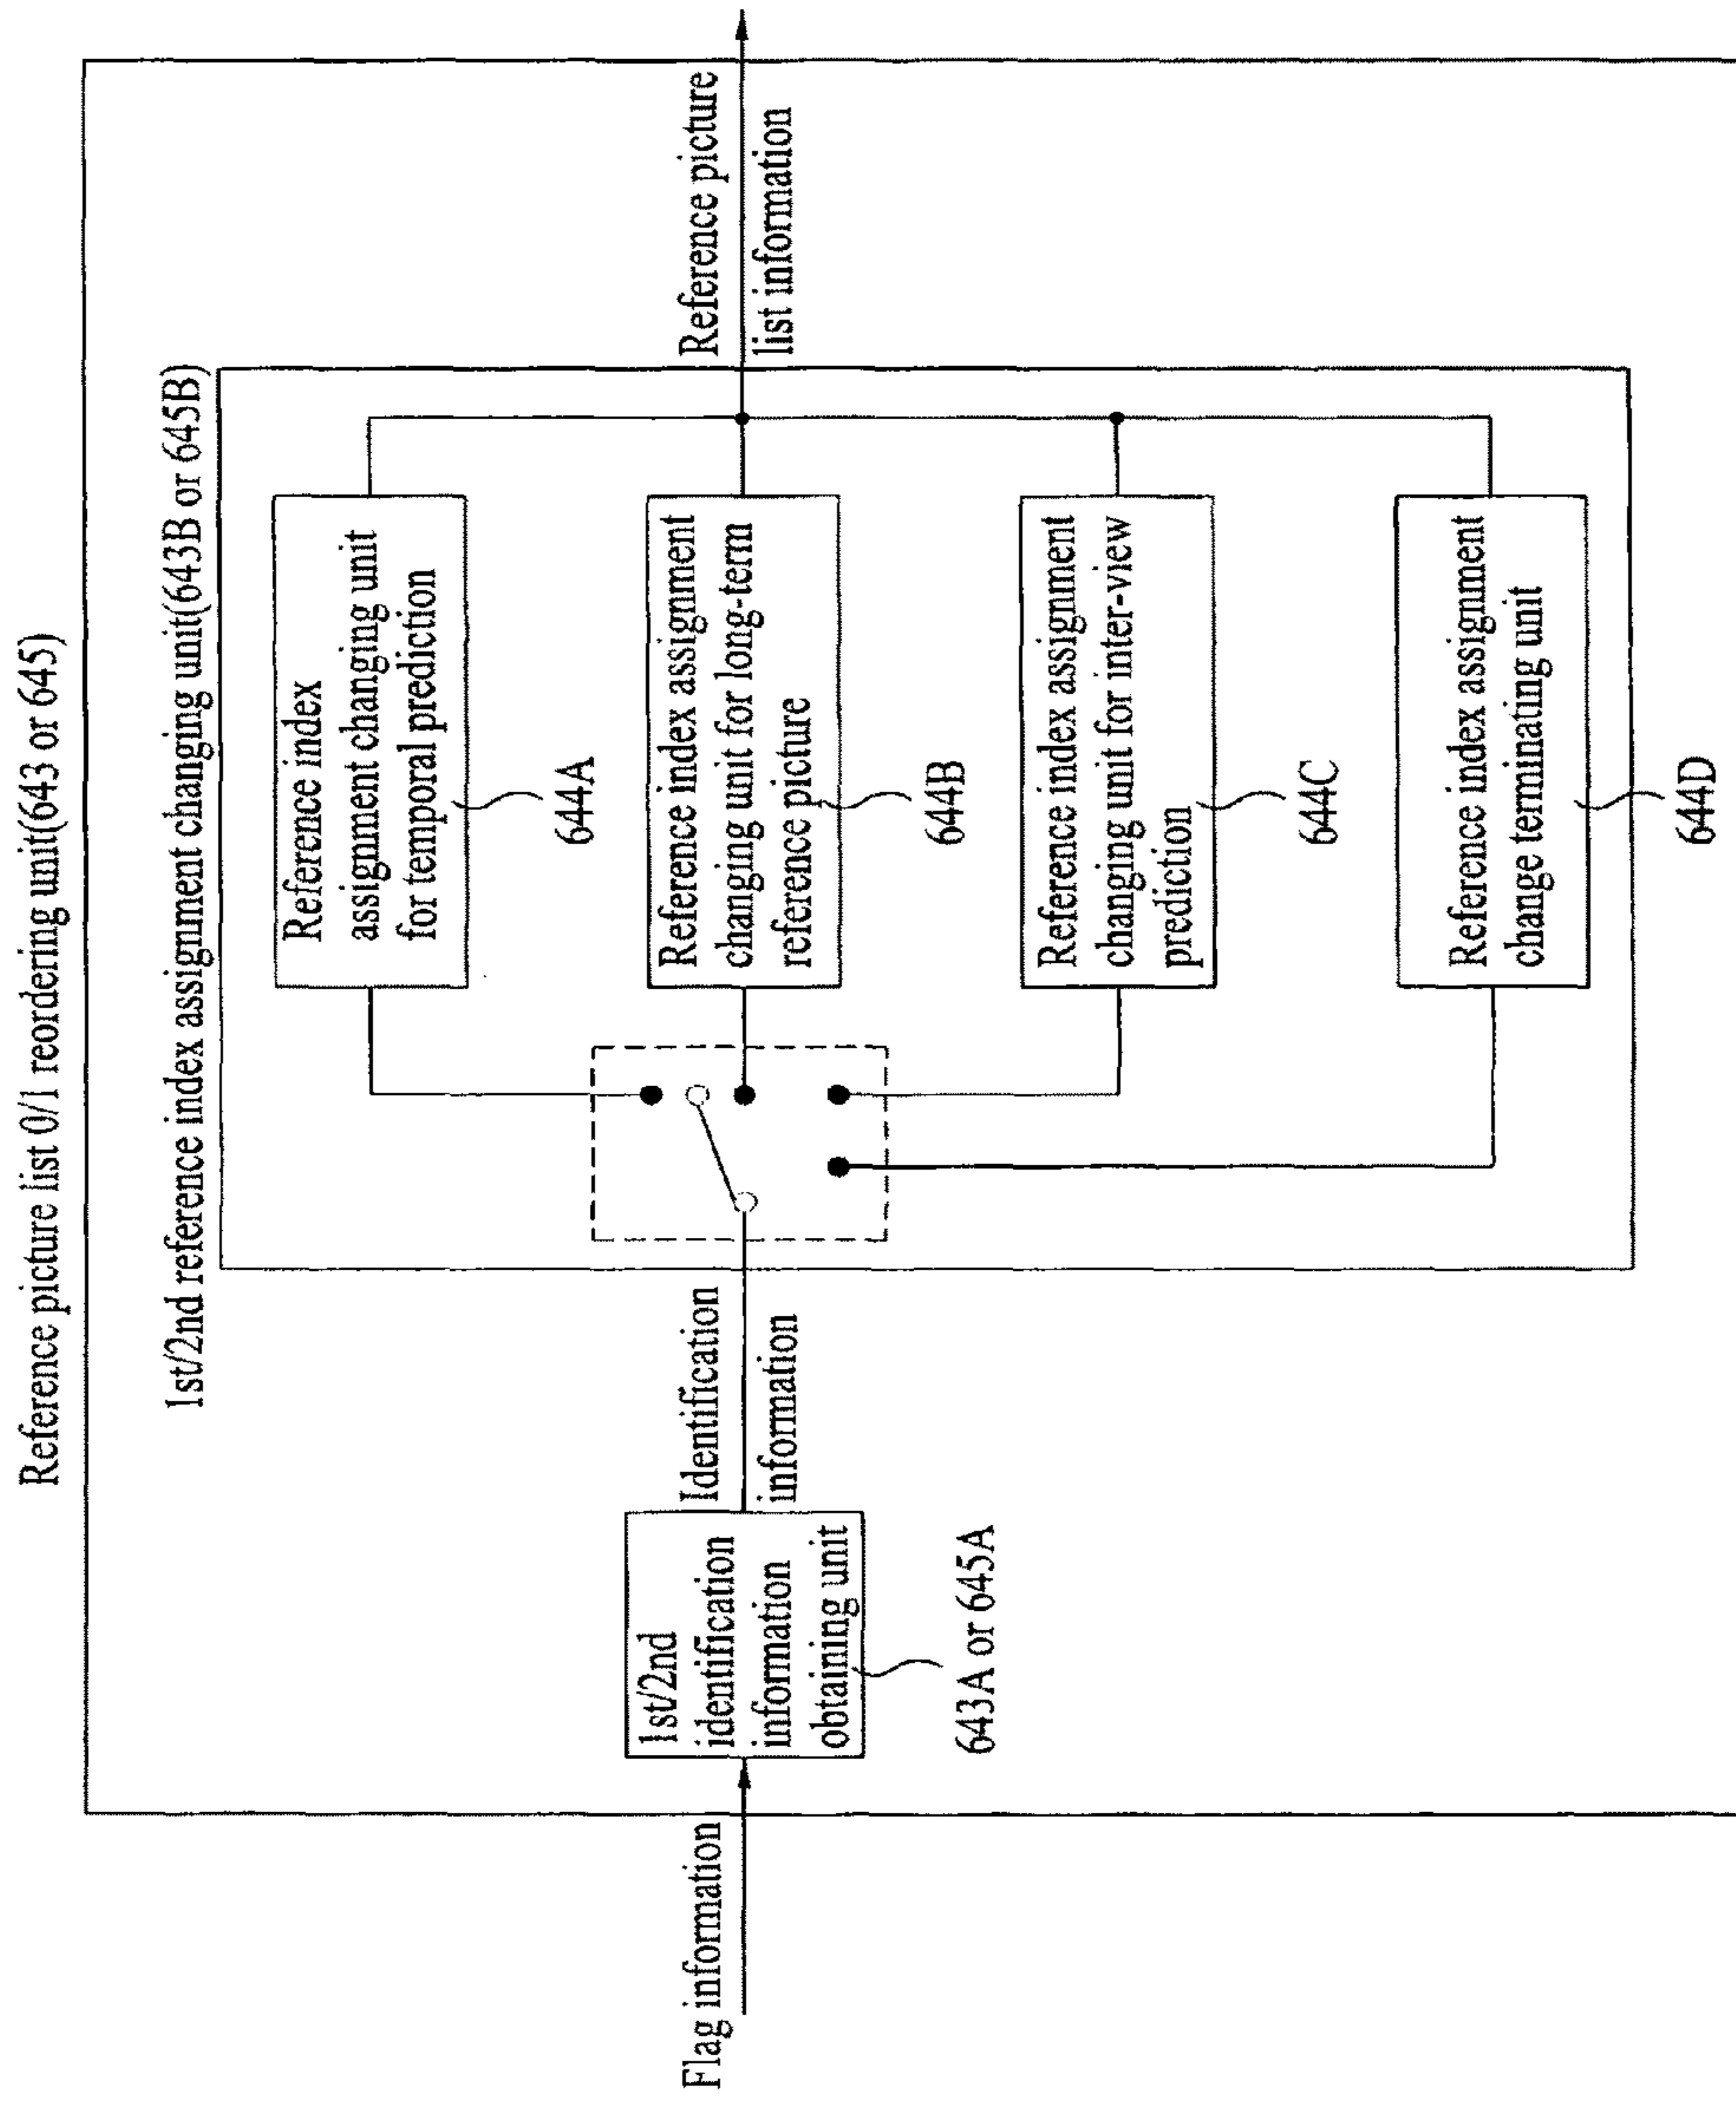 Reference picture list 0/1 reordering unit(643 or 645)
1st/2nd reference index assignment changing unit(643B or 645B)
Flag information
1st/2nd
identification
information
obtaining unit
643A or 645A
Identification
information
Reference index
assignment changing unit
for temporal prediction
644A
Reference index assignment
changing unit for long-term
reference picture
644B
Reference index assignment
changing unit for inter-view
prediction
644C
Reference index assignment
change terminating unit
644D
Reference picture
list information